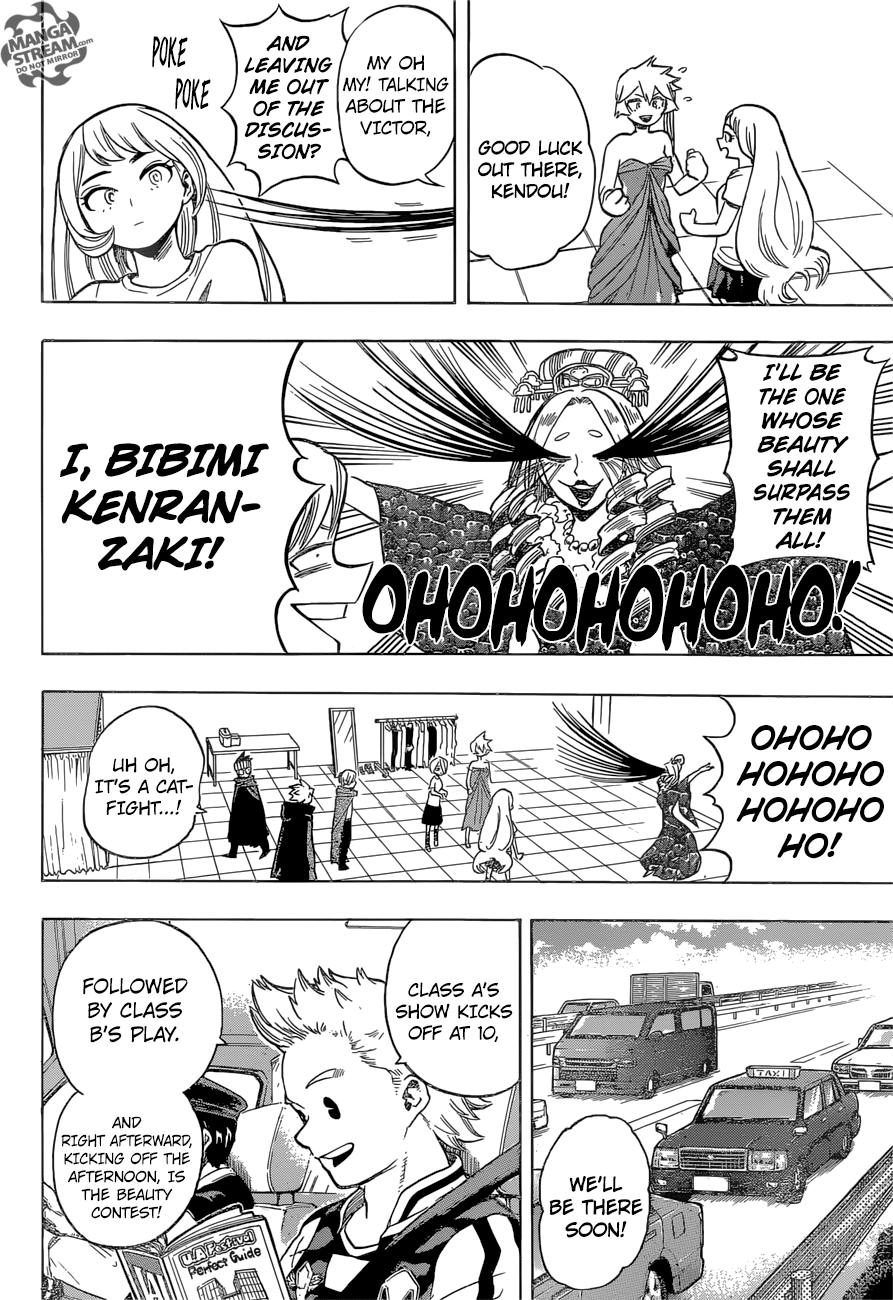 MANGA
STREAM.com
DO NOT MIRROR
GOOD LUCK
OUT THERE,
KENDOU!
MY OH
MY! TALKING
ABOUT THE
VICTOR,
AND
LEAVING
ME OUT
OF THE
DISCUS-
SION?
POKE
POKE
I'LL BE
THE ONE
WHOSE
BEAUTY
SHALL
SURPASS
THEM
ALL!
OHOHOHOHOHOHO!
I, BIBIMI
KENRAN-
ZAKI!
OHOHO
HOHOHO
HOHOHO
HO!
UH OH,
IT'S A CAT-
FIGHT...!
TAXI
WE'LL
BE THERE
SOON!
CLASS A'S
SHOW KICKS
OFF AT 10,
FOLLOWED
BY CLASS
B'S PLAY.
AND
RIGHT AFTERWARD,
KICKING OFF THE
AFTERNOON, IS
THE BEAUTY
CONTEST!
U.A Festival
Perfect Guide